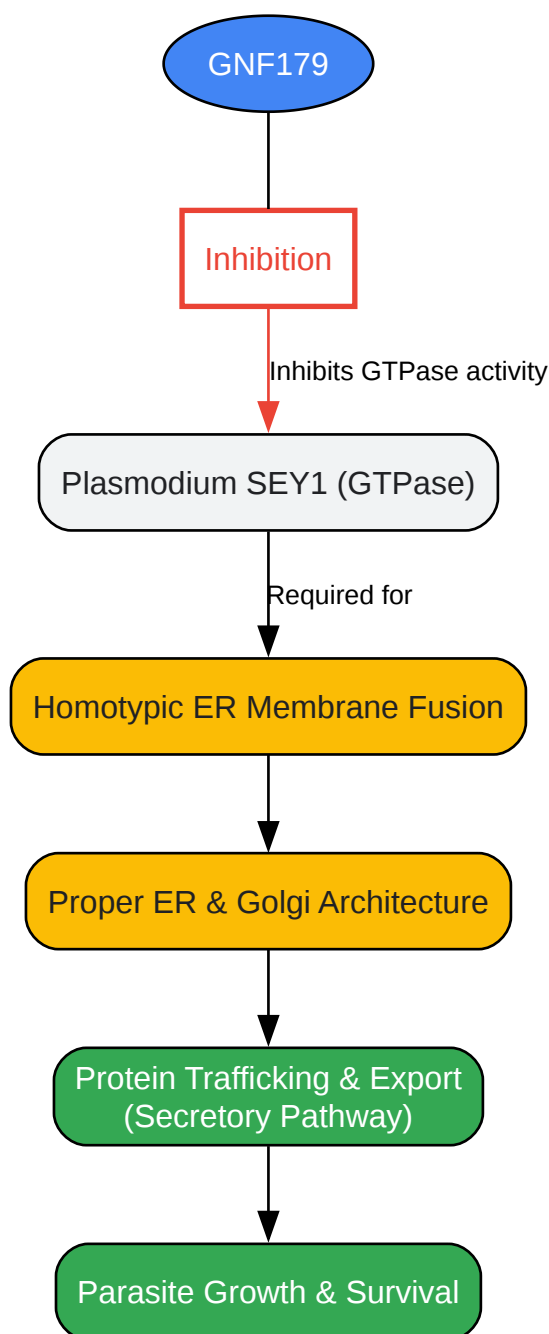 GNF179
Inhibition
Inhibits GTPase activity
Plasmodium SEY1 (GTPase)
Required for
Homotypic ER Membrane Fusion
Proper ER & Golgi Architecture
Protein Trafficking & Export
(Secretory Pathway)
Parasite Growth & Survival